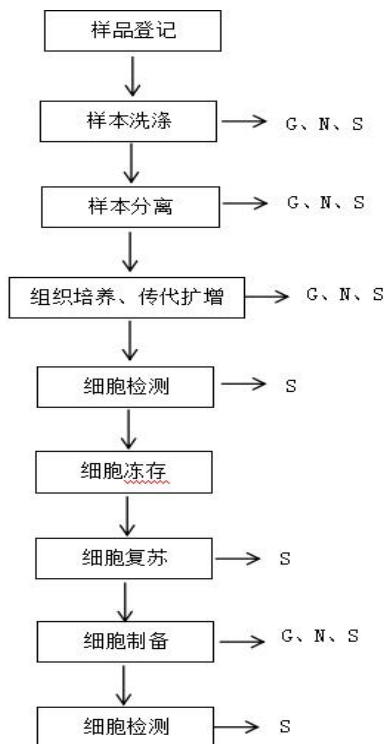 样品登记
样本洗涤
G、N、S
样本分离
G、N、S
组织培养、传代扩增
G、N、S
细胞检测
S
细胞冻存
细胞复苏
S
细胞制备
G、N、S
细胞检测
S